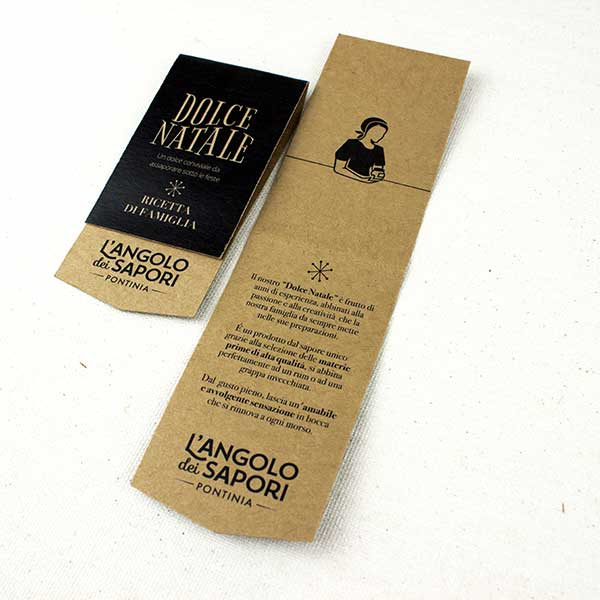 DOLCE
NATALE
Un dolce conviviale da
assaporare sotto le feste
RICETTA
DI FAMIGLIA
L'ANGOLO
dei SAPORI
PONTINIA
Il nostro "Dolce Natale" è frutto di
anni di esperienza, abbinati alla
passione e alla creatività che la
nostra famiglia da sempre mette
nelle sue preparazioni.
È un prodotto dal sapore unico
grazie alla selezione delle materie
prime di alta qualità, si abbina
perfettamente ad un rum o ad una
grappa invecchiata.
Dal gusto pieno, lascia un'amabile
e avvolgente sensazione in bocca
che si rinnova a ogni morso.
L'ANGOLO
dei SAPORI
PONTINIA